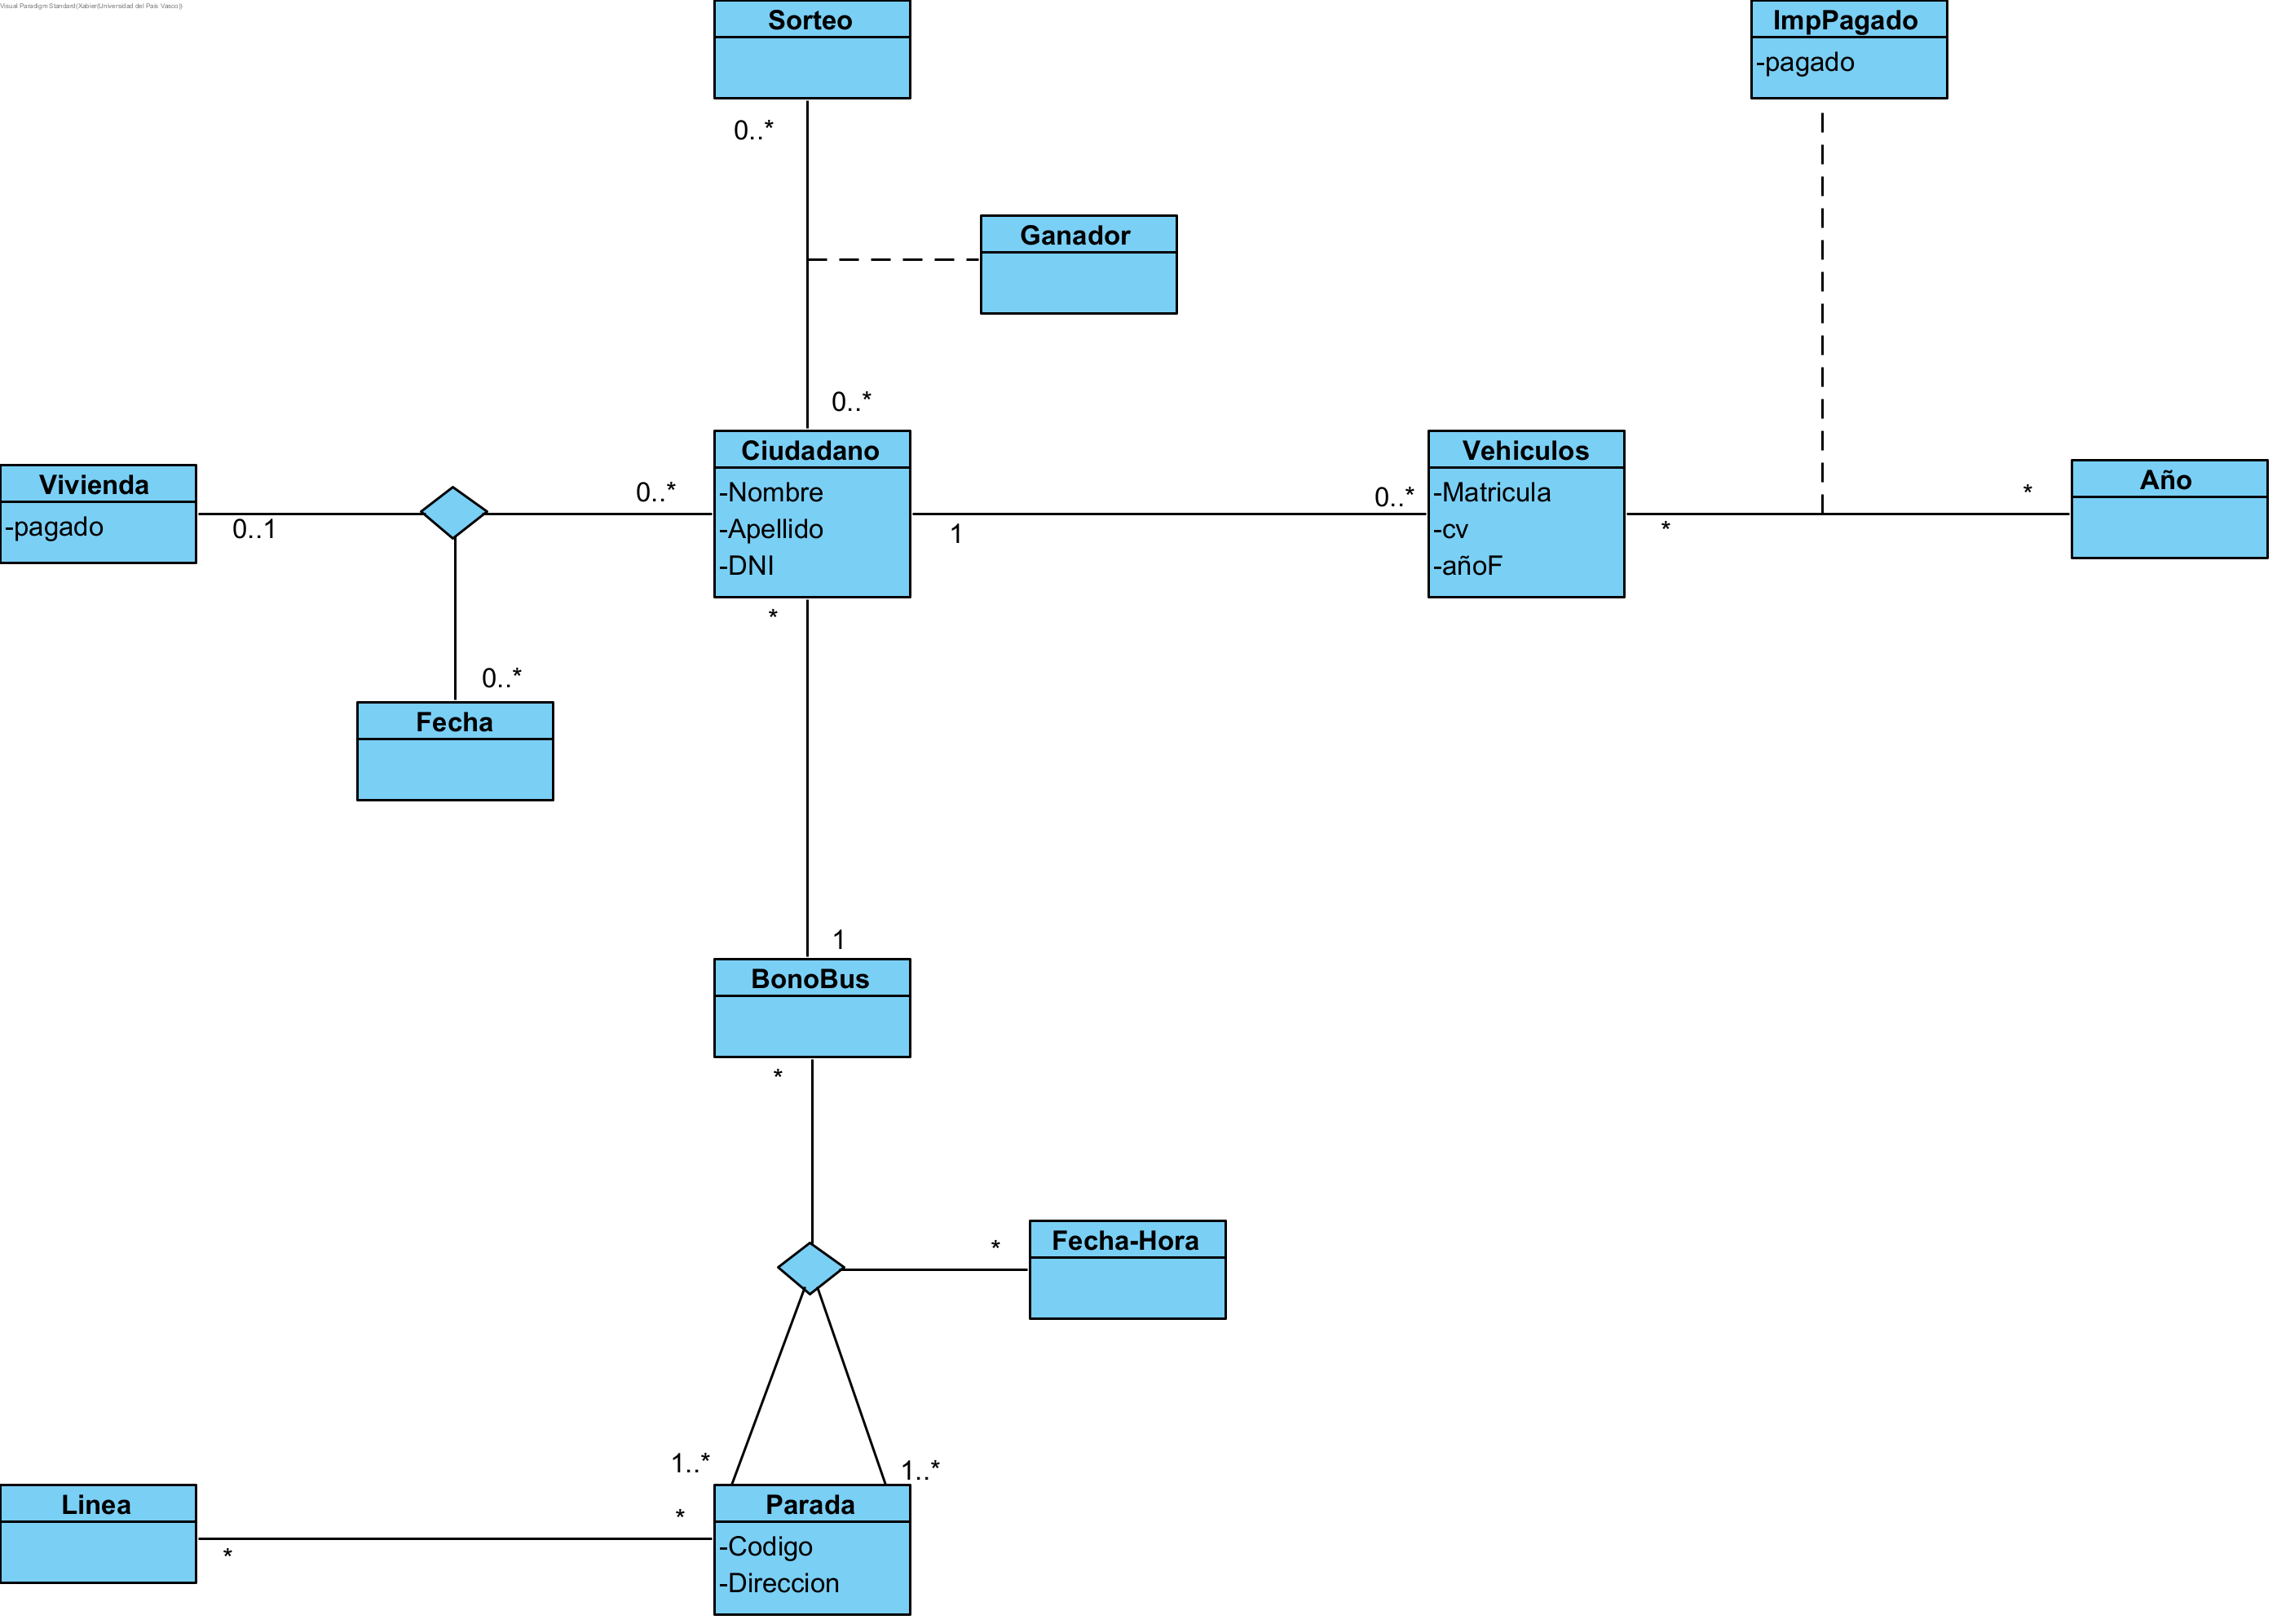 Visual Paradigm Standard(Xabier(Universidad del País Vasco))
Sorteo
ImpPagado
-pagado
0..*
Ganador
0..*
Ciudadano
-Nombre
-Apellido
-DNI
Vehiculos
-Matricula
-cv
-añoF
Año
Vivienda
-pagado
0..1
0..*
1
0..*
*
*
*
0..*
Fecha
1
BonoBus
*
Fecha-Hora
*
1..*
1..*
Linea
Parada
-Codigo
-Direccion
*
*